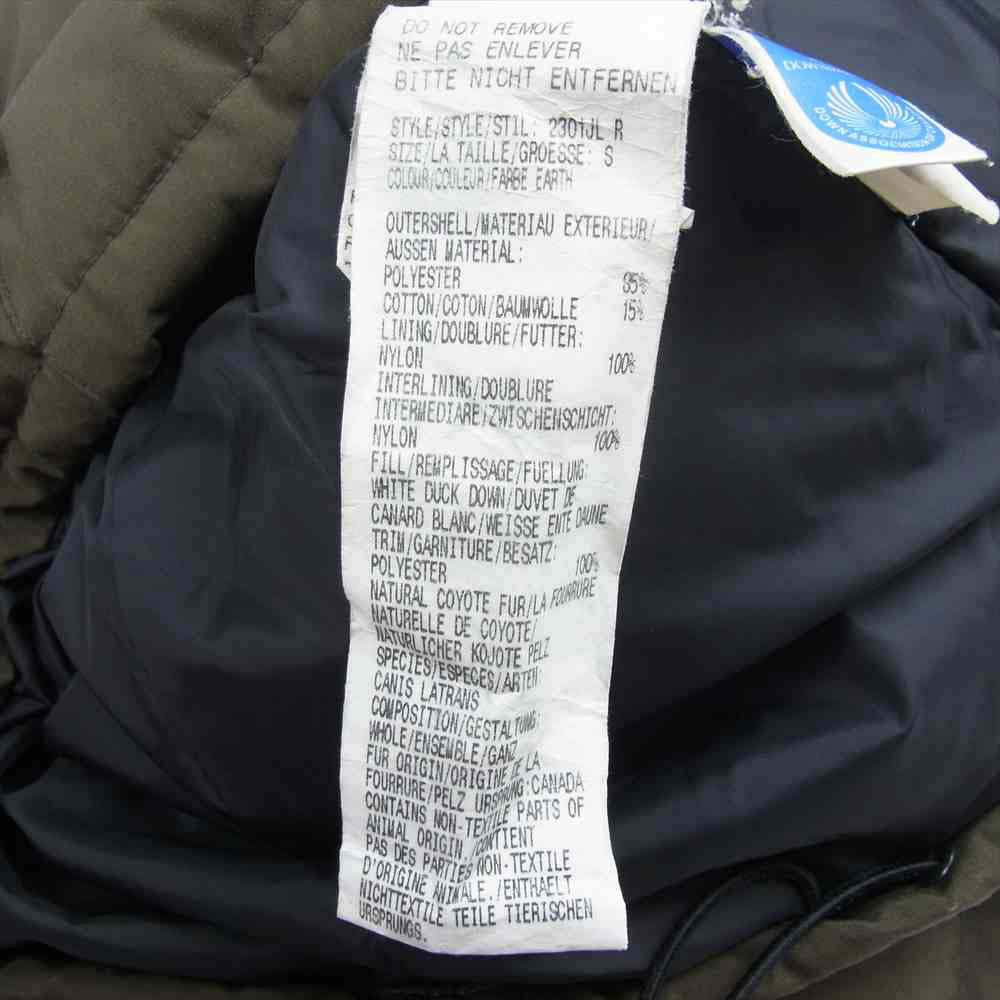 DO NOT REMOVE
NE PAS ENLEVER
BITTE NICHT ENTFERNEN
STYLE/STYLE/STIL: 2301JL R
SIZE/LA TAILLE/GROESSE: S
COLOUR/COULEUR/FARBE EARTH
OUTERSHELL/MATERIAU EXTERIEUR/
AUSSEN MATERIAL:
POLYESTER 85%
COTTON/COTON/BAUMWOLLE 15%
LINING/DOUBLURE/FUTTER:
NYLON 100%
INTERLINING/DOUBLURE
INTERMEDIARE/ZWISCHENSCHICHT:
NYLON 100%
FILL/REMPLISSAGE/FUELLUNG:
WHITE DUCK DOWN/DUVET DE
CANARD BLANC/WEISSE ENTE DAUNE
TRIM/GARNITURE/BESATZ:
POLYESTER 100%
NATURAL COYOTE FUR/LA FOURRURE
NATURELLE DE COYOTE/
NATURLICHER KOJOTE PELZ
SPECIES/ESPECES/ARTEN:
CANIS LATRANS
COMPOSITION/GESTALTUNG:
WHOLE/ENSEMBLE/GANZ
FUR ORIGIN/ORIGINE DE LA
FOURRURE/PELZ URSPRUNG:CANADA
CONTAINS NON-TEXTILE PARTS OF
ANIMAL ORIGIN./CONTIENT
PAS DES PARTIES NON-TEXTILE
D'ORIGINE ANIMALE./ENTHAELT
NICHTTEXTILE TEILE TIERISCHEN
URSPRUNGS.